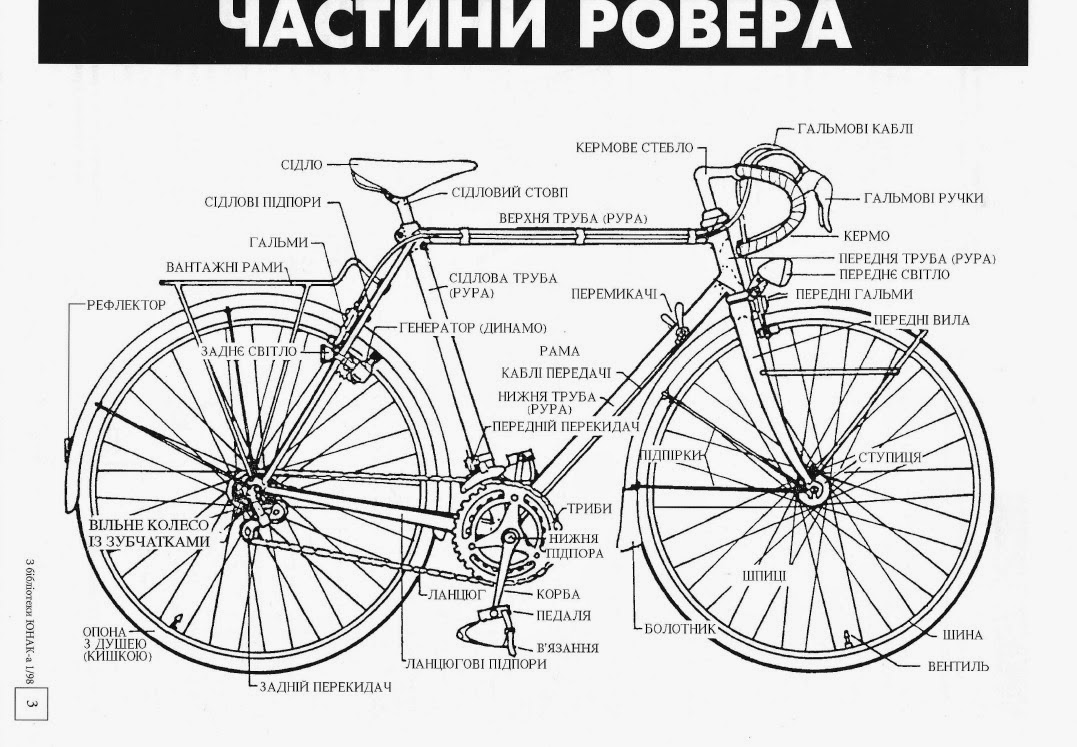 ЧАСТИНИ РОВЕРА
ГАЛЬМОВІ КАБЛІ
КЕРМОВЕ СТЕБЛО
СІДЛО
СІДЛОВИЙ СТОВП
ГАЛЬМОВІ РУЧКИ
СІДЛОВІ ПІДПОРИ
ВЕРХНЯ ТРУБА (РУРА)
КЕРМО
ГАЛЬМИ
ПЕРЕДНЯ ТРУБА (РУРА)
ВАНТАЖНІ РАМИ
ПЕРЕДНЄ СВІТЛО
СІДЛОВА ТРУБА
(РУРА)
ПЕРЕМИКАЧІ
ПЕРЕДНІ ГАЛЬМИ
РЕФЛЕКТОР
ПЕРЕДНІ ВИЛА
ГЕНЕРАТОР (ДИНАМО)
ЗАДНЄ СВІТЛО
РАМА
КАБЛІ ПЕРЕДАЧІ
НИЖНЯ ТРУБА
(РУРА)
ПЕРЕДНІЙ ПЕРЕКИДАЧ
ПІДПІРКИ
СТУПИЦЯ
ТРИБИ
ВІЛЬНЕ КОЛЕСО
ІЗ ЗУБЧАТКАМИ
НИЖНЯ
ПІДПОРА
ШПИЦІ
ЛАНЦЮГ
КОРБА
ПЕДАЛЯ
БОЛОТНИК
ШИНА
ОПОНА
З ДУШЕЮ
(КИШКОЮ)
В'ЯЗАННЯ
ЛАНЦЮГОВІ ПІДПОРИ
ВЕНТИЛЬ
ЗАДНІЙ ПЕРЕКИДАЧ
З бібліотеки ЮНАК-а 1/98
3